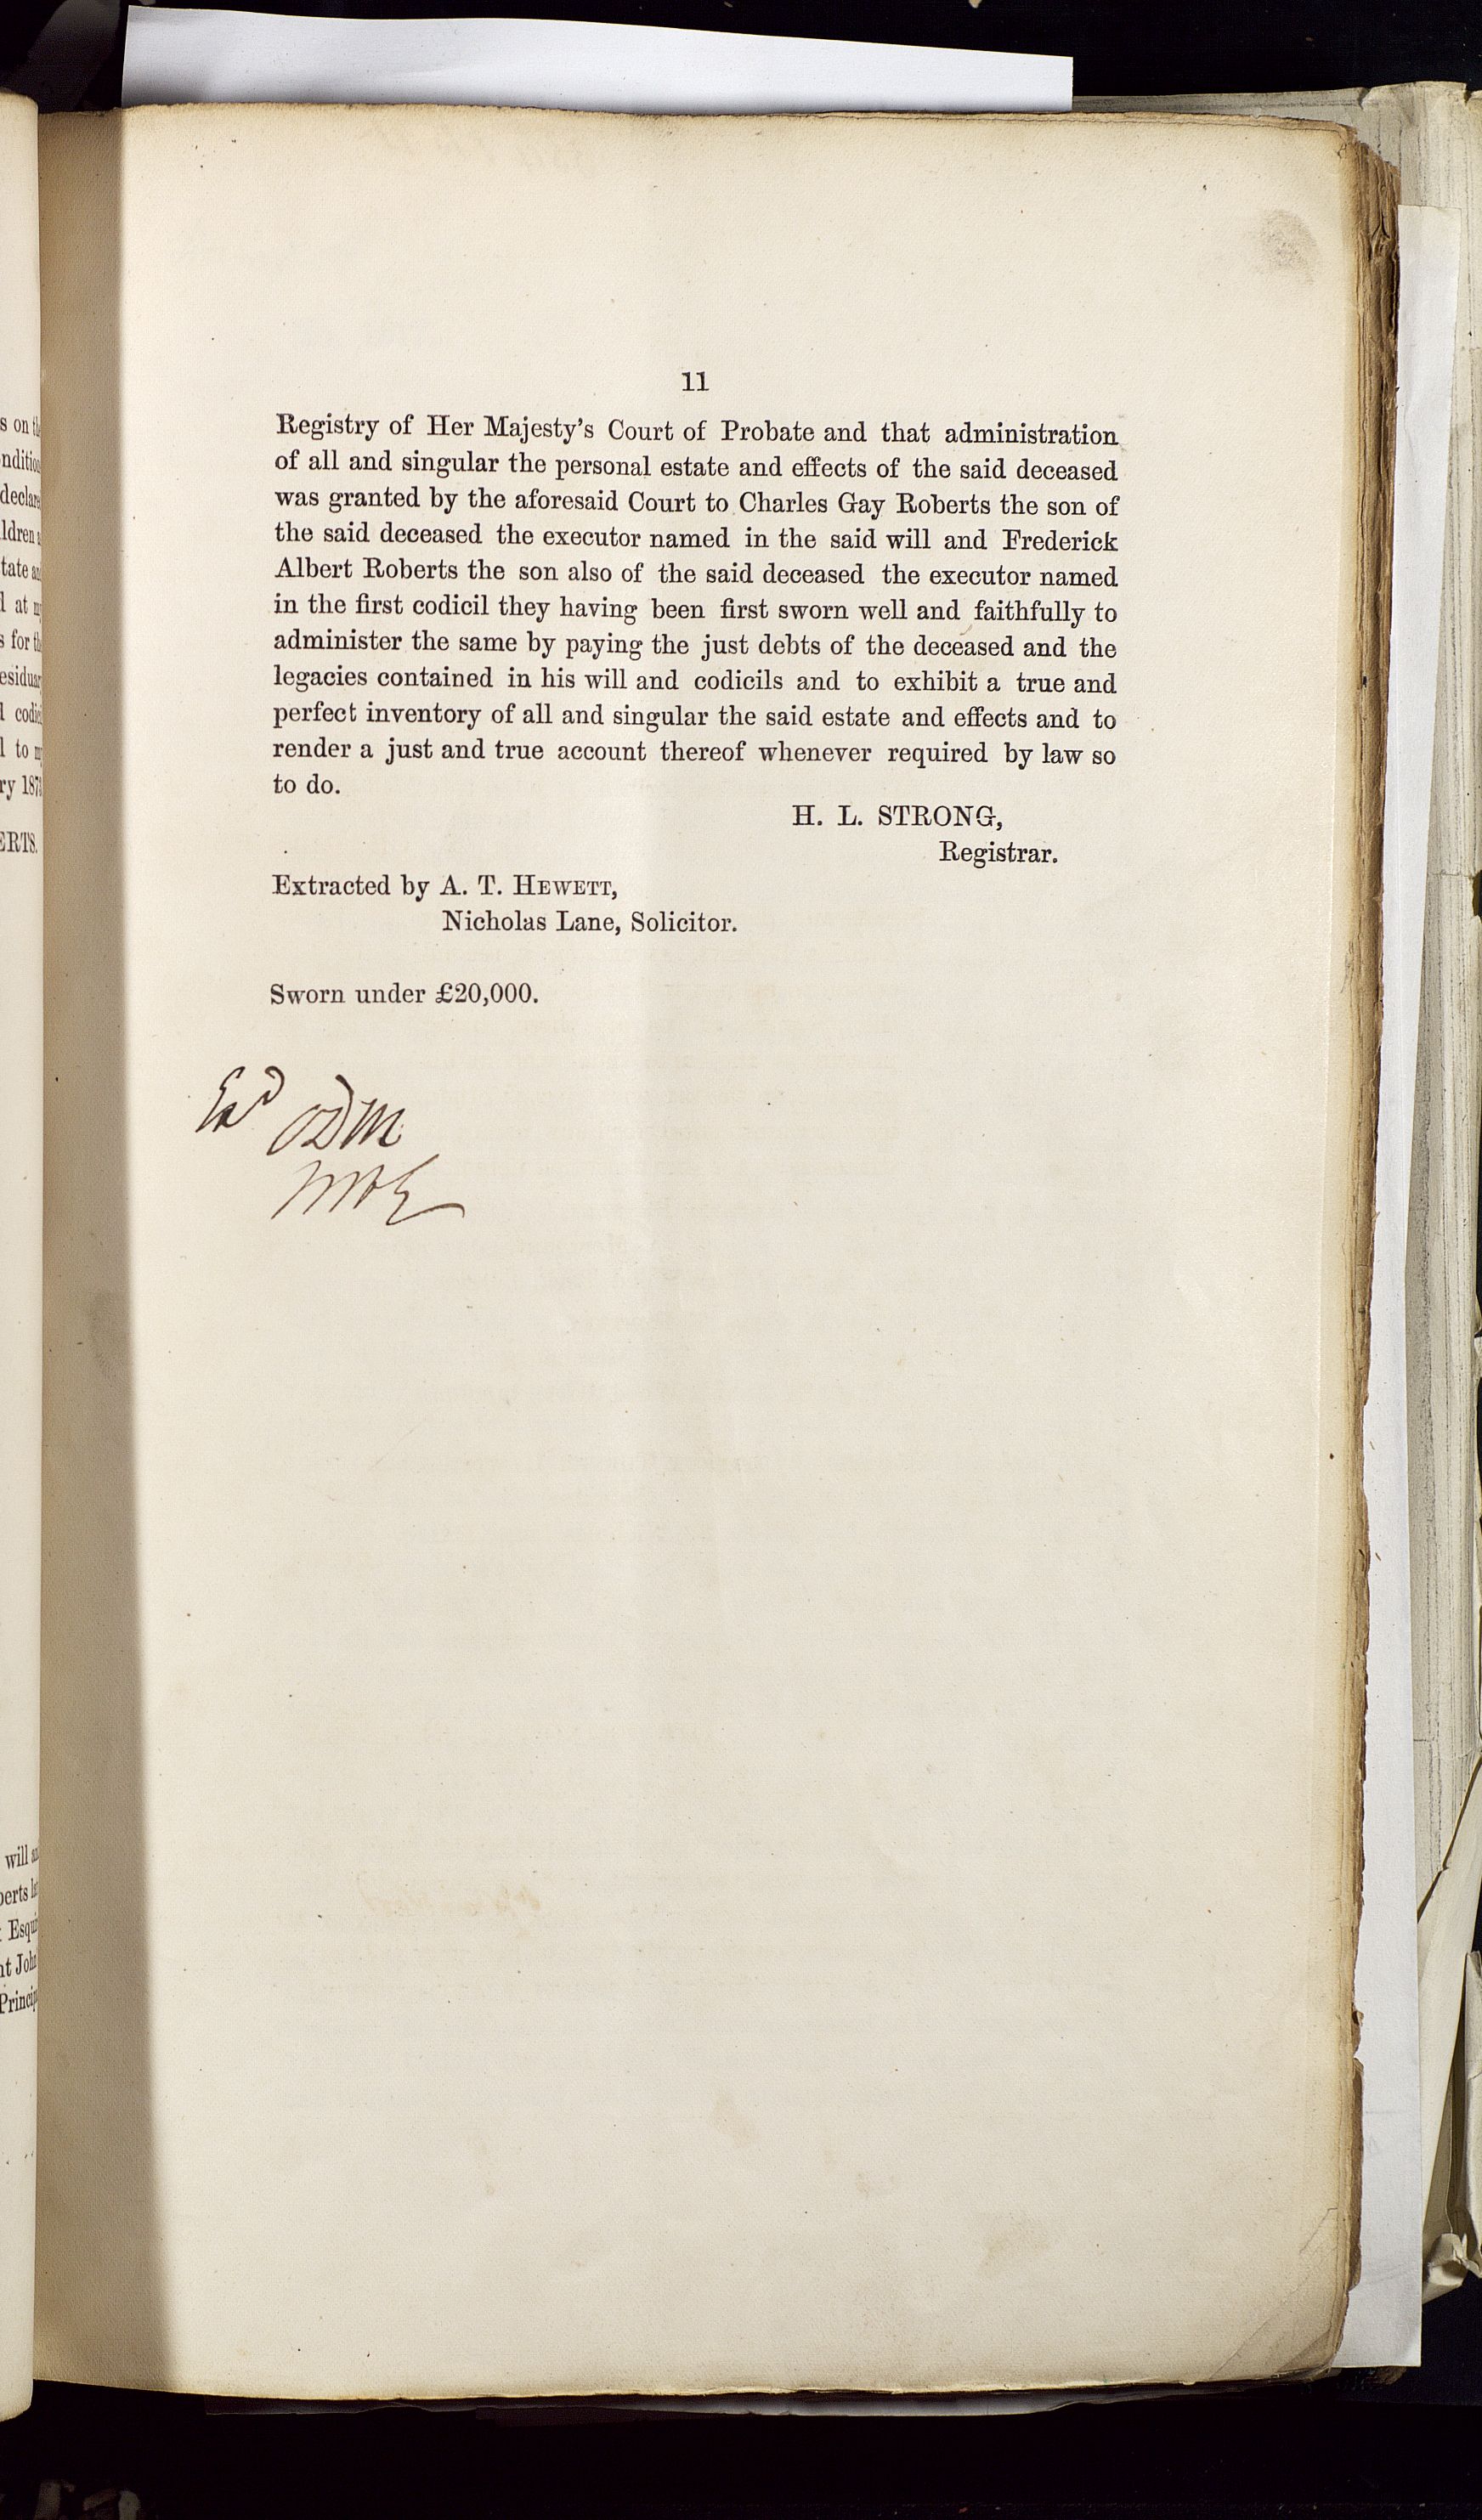 11
Registry of Her Majesty's Court of Probate and that administration
of all and singular the personal estate and effects of the said deceased
was granted by the aforesaid Court to Charles Gay Roberts the son of
the said deceased the executor named in the said will and Frederick
Albert Roberts the son also of the said deceased the executor named
in the first codicil they having been first sworn well and faithfully to
administer the same by paying the just debts of the deceased and the
legacies contained in his will and codicils and to exhibit a true and
perfect inventory of all and singular the said estate and effects and to
render a just and true account thereof whenever required by law so
to do.
H. L. STRONG,
Registrar.
Extracted by A. T. HEWETT,
Nicholas Lane, Solicitor.
Sworn under £20,000.
Exd